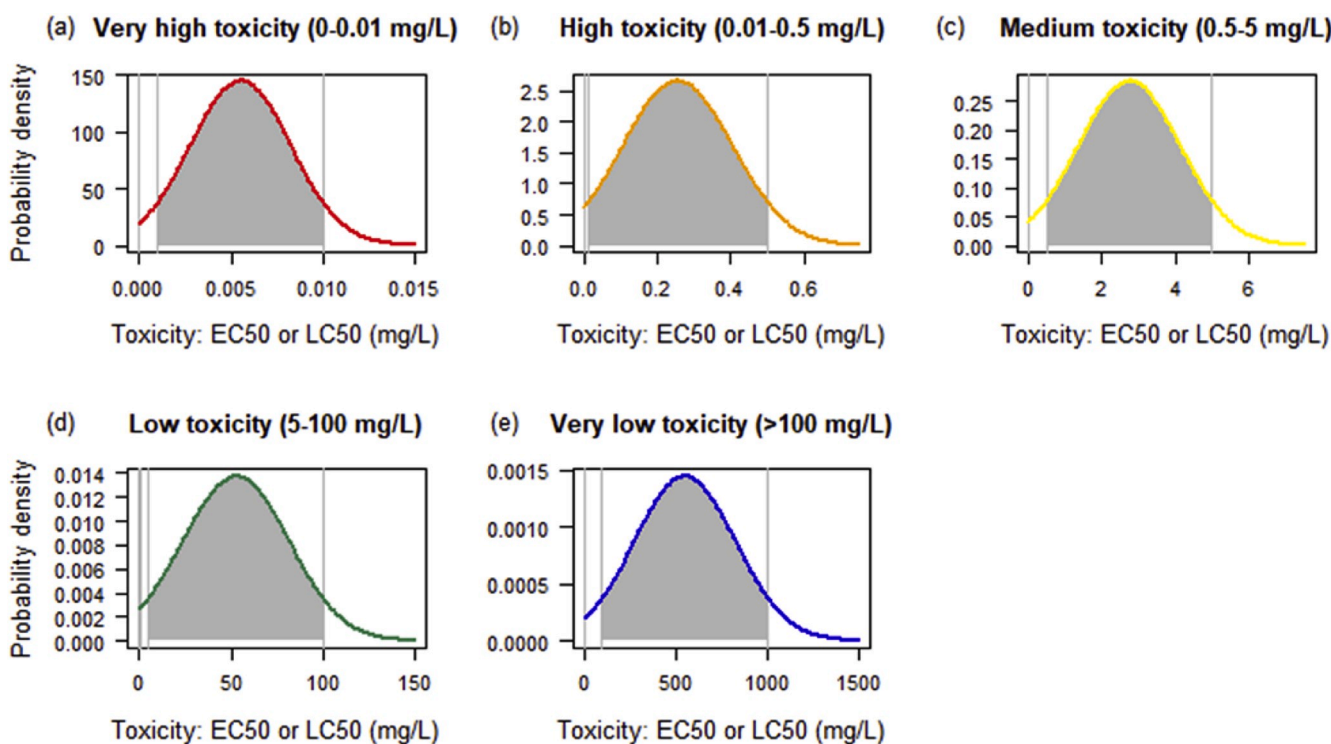 (a) Very high toxicity (0-0.01 mg/L)
Probability density
150
100
50
0
0.000 0.005 0.010 0.015
Toxicity: EC50 or LC50 (mg/L)
(b) High toxicity (0.01-0.5 mg/L)
2.5
2.0
1.5
1.0
0.5
0.0
0.0 0.2 0.4 0.6
Toxicity: EC50 or LC50 (mg/L)
(c) Medium toxicity (0.5-5 mg/L)
0.25
0.20
0.15
0.10
0.05
0.00
0 2 4 6
Toxicity: EC50 or LC50 (mg/L)
(d) Low toxicity (5-100 mg/L)
Probability density
0.014
0.012
0.010
0.008
0.006
0.004
0.002
0.000
0 50 100 150
Toxicity: EC50 or LC50 (mg/L)
(e) Very low toxicity (>100 mg/L)
0.0015
0.0010
0.0005
0.0000
0 500 1000 1500
Toxicity: EC50 or LC50 (mg/L)